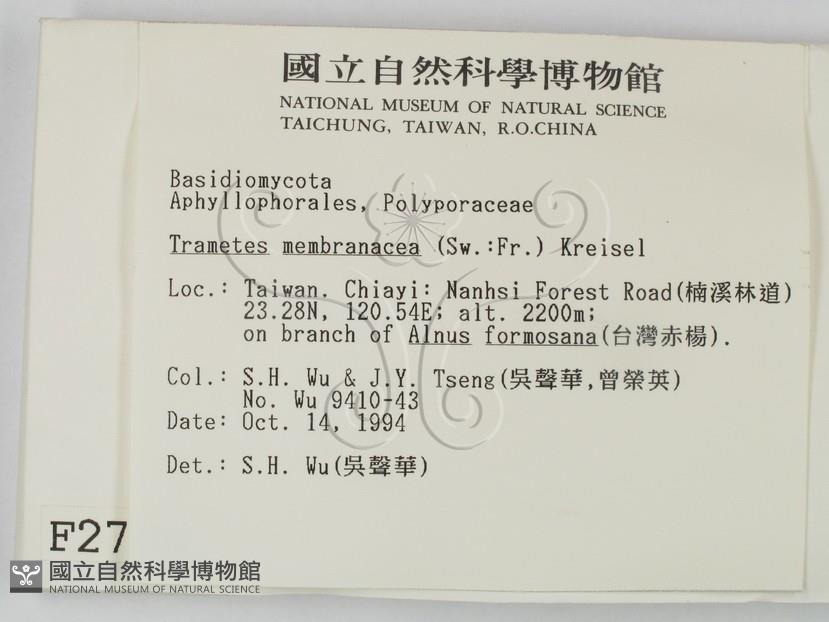 國立自然科學博物館
NATIONAL MUSEUM OF NATURAL SCIENCE
TAICHUNG, TAIWAN, R.O.CHINA
Basidiomycota
Aphyllophorales, Polyporaceae
Trametes membranacea (Sw.:Fr.) Kreisel
Loc.: Taiwan. Chiayi: Nanhsi Forest Road(楠溪林道)
23.28N, 120.54E; alt. 2200m;
on branch of Alnus formosana(台灣赤楊).
Col.: S.H. Wu & J.Y. Tseng(吳聲華,曾榮英)
No. Wu 9410-43
Date: Oct. 14, 1994
Det.: S.H. Wu(吳聲華)
F27
國立自然科學博物館
NATIONAL MUSEUM OF NATURAL SCIENCE